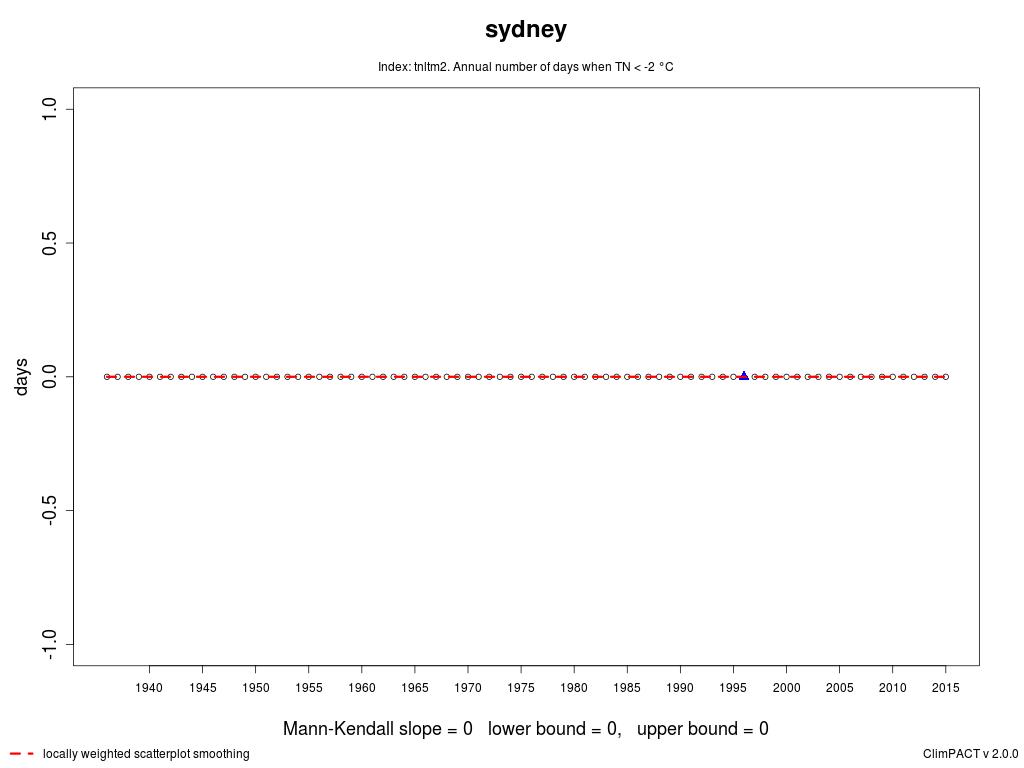 sydney
Index: tnltm2. Annual number of days when TN < -2 °C
days
1.0
0.5
0.0
-0.5
-1.0
1940 1945 1950 1955 1960 1965 1970 1975 1980 1985 1990 1995 2000 2005 2010 2015
Mann-Kendall slope = 0 lower bound = 0, upper bound = 0
locally weighted scatterplot smoothing
ClimPACT v 2.0.0